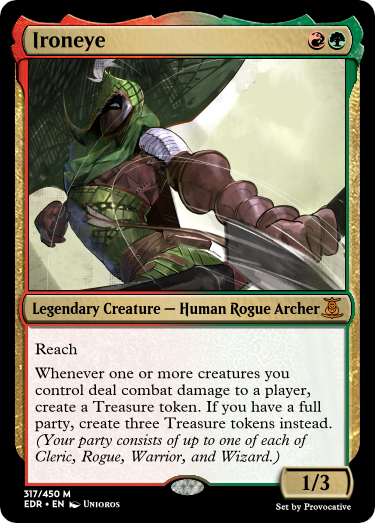 Ironeye
Legendary Creature — Human Rogue Archer
Reach
Whenever one or more creatures you
control deal combat damage to a player,
create a Treasure token. If you have a full
party, create three Treasure tokens instead.
(Your party consists of up to one of each of
Cleric, Rogue, Warrior, and Wizard.)
1/3
317/450 M
EDR • EN Unioros
Set by Provocative